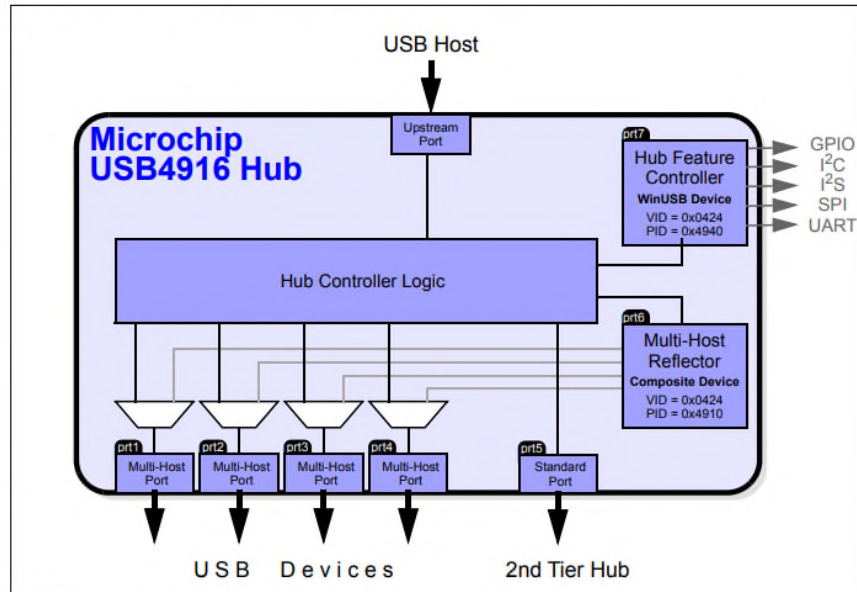 USB Host
Microchip
USB4916 Hub
Upstream
Port
prt7
Hub Feature
Controller
WinUSB Device
VID = 0x0424
PID = 0x4940
GPIO
I²C
I²S
SPI
UART
Hub Controller Logic
prt6
Multi-Host
Reflector
Composite Device
VID = 0x0424
PID = 0x4910
prt1
Multi-Host
Port
prt2
Multi-Host
Port
prt3
Multi-Host
Port
prt4
Multi-Host
Port
prt5
Standard
Port
USB Devices
2nd Tier Hub